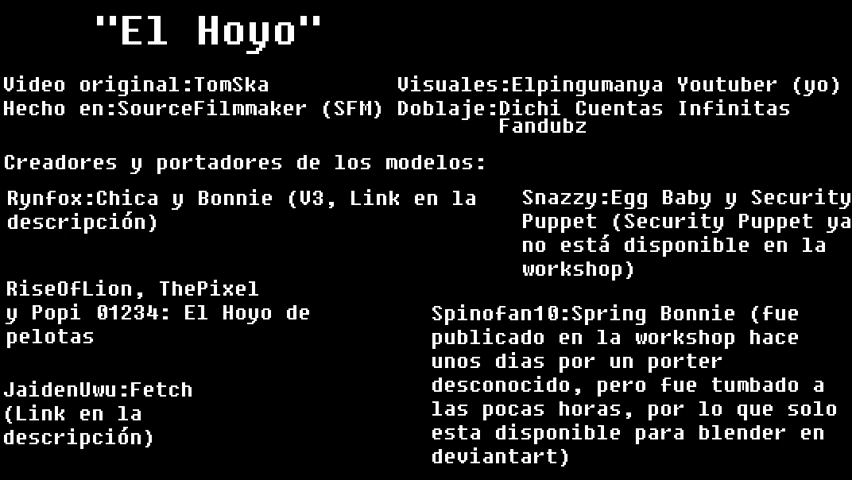 "El Hoyo"
Video original:TomSka
Hecho en:SourceFilmmaker (SFM)
Visuales:Elpingumanya Youtuber (yo)
Doblaje:Dichi Cuentas Infinitas
Fandubz
Creadores y portadores de los modelos:
Rynfox:Chica y Bonnie (V3, Link en la
descripción)
Snazzy:Egg Baby y Security
Puppet (Security Puppet ya
no está disponible en la
workshop)
RiseOfLion, ThePixel
y Popi 01234: El Hoyo de
pelotas
Spinofan10:Spring Bonnie (fue
publicado en la workshop hace
unos dias por un porter
desconocido, pero fue tumbado a
las pocas horas, por lo que solo
esta disponible para blender en
deviantart)
JaidenUwu:Fetch
(Link en la
descripción)